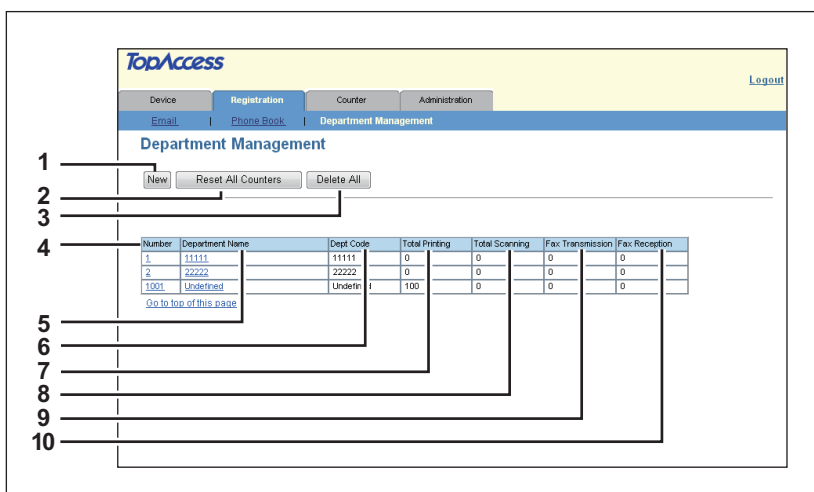 TopAccess
Logout
Device Registration Counter Administration
Email | Phone Book | Department Management
Department Management
1
New Reset All Counters Delete All
2
3
4
Number Department Name Dept Code Total Printing Total Scanning Fax Transmission Fax Reception
1 11111 11111 0 0 0 0
2 22222 22222 0 0 0 0
1001 Undefined Undefined 100 0 0 0
Go to top of this page
5
6
7
8
9
10